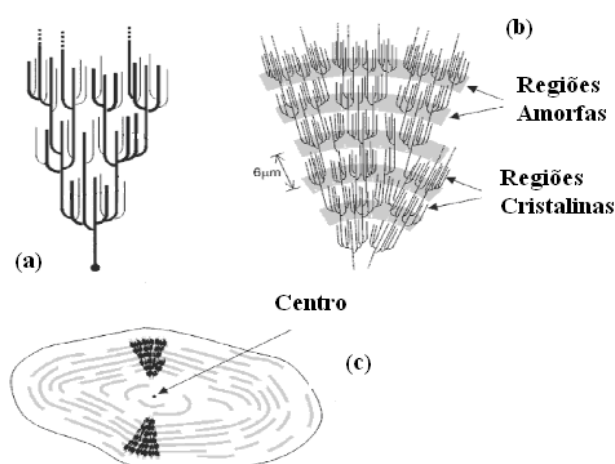 (b)
Regiões
Amorfas
6μm
Regiões
Cristalinas
(a)
Centro
(c)